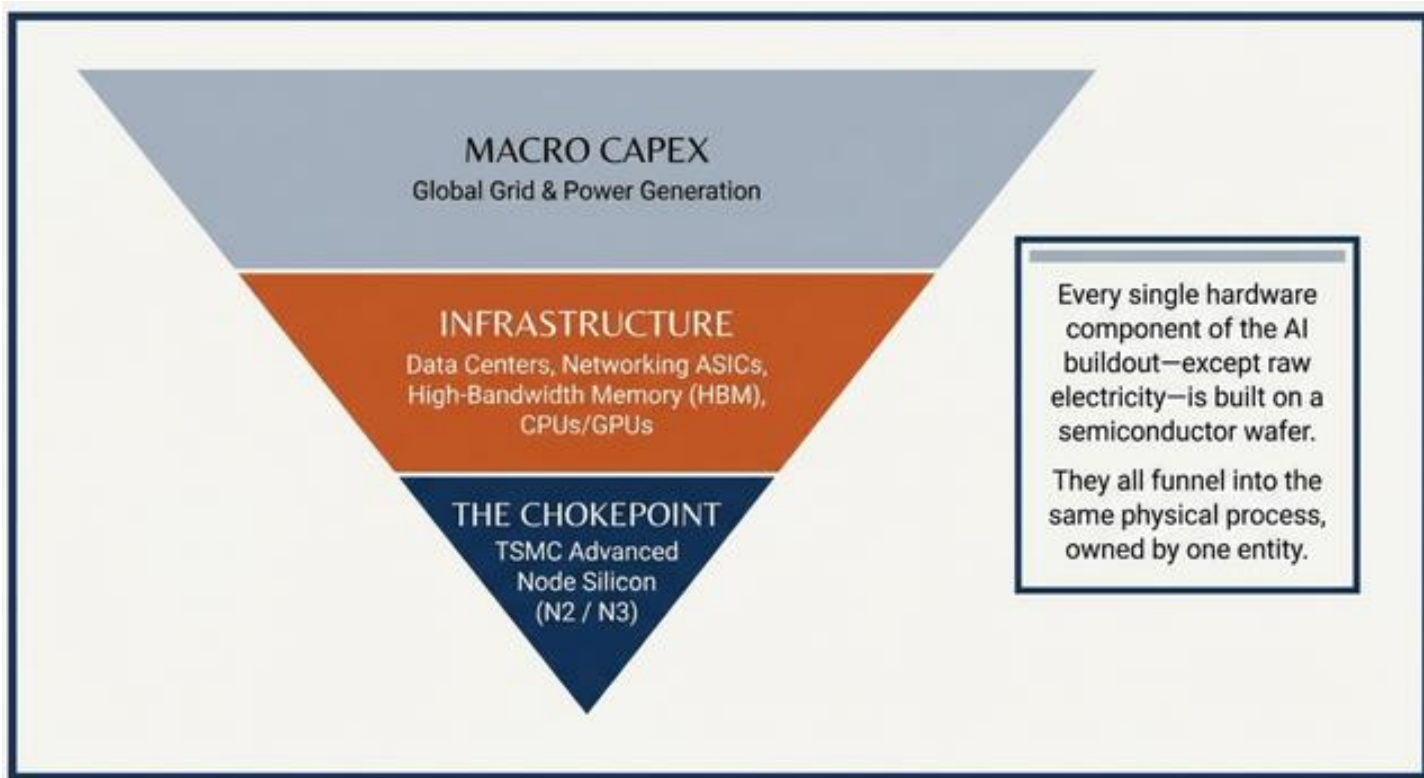 MACRO CAPEX
Global Grid & Power Generation
INFRASTRUCTURE
Data Centers, Networking ASICs,
High-Bandwidth Memory (HBM),
CPUs/GPUs
THE CHOKEPOINT
TSMC Advanced
Node Silicon
(N2 / N3)
Every single hardware
component of the AI
buildout—except raw
electricity—is built on a
semiconductor wafer.
They all funnel into the
same physical process,
owned by one entity.